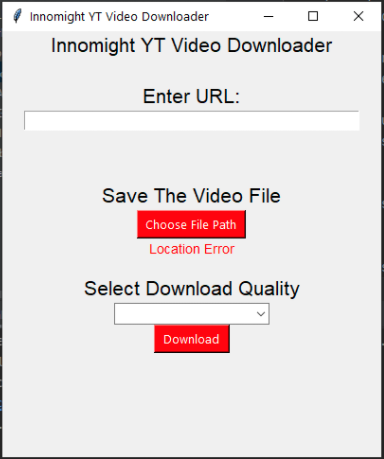 Innomight YT Video Downloader
Innomight YT Video Downloader
Enter URL:
Save The Video File
Choose File Path
Location Error
Select Download Quality
Download